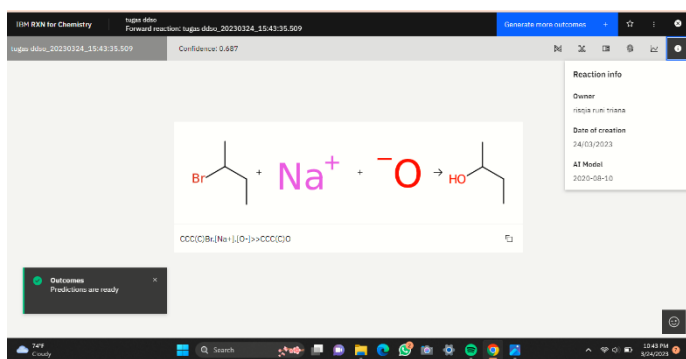 IBM RXN for Chemistry
tugas ddso
Forward reaction: tugas ddso_20230324_15:43:35.509
Generate more outcomes +
tugas ddso_20230324_15:43:35.509
Confidence: 0.687
Reaction info
Owner
risqia runi triana
Date of creation
24/03/2023
AI Model
2020-08-10
Br + Na+ + −O → HO
CCC(C)Br.[Na+].[O-]>>CCC(C)O
Outcomes
Predictions are ready
74°F
Cloudy
Search
10:43 PM
3/24/2023